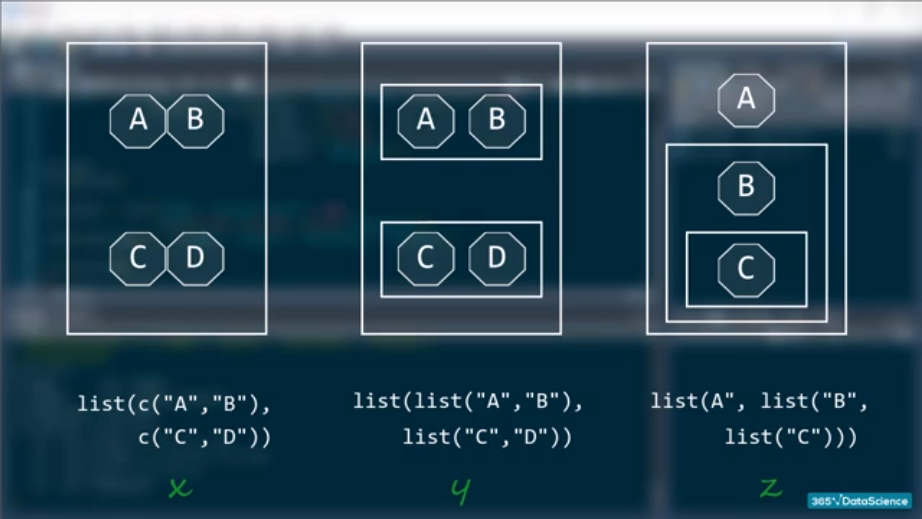 A B
C D
list(c("A","B"),
c("C","D"))
x
A B
C D
list(list("A","B"),
list("C","D"))
y
A
B
C
list(A", list("B",
list("C")))
z
365√DataScience